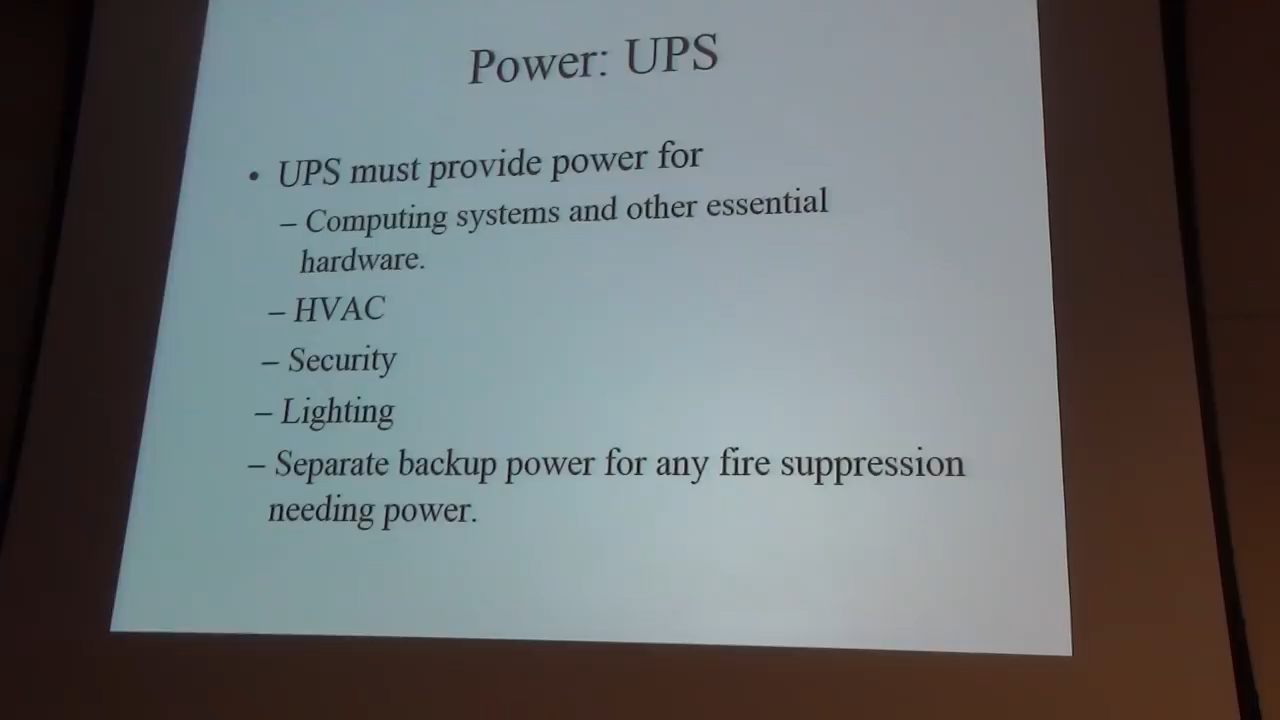 Power: UPS
• UPS must provide power for
– Computing systems and other essential
hardware.
– HVAC
– Security
– Lighting
– Separate backup power for any fire suppression
needing power.